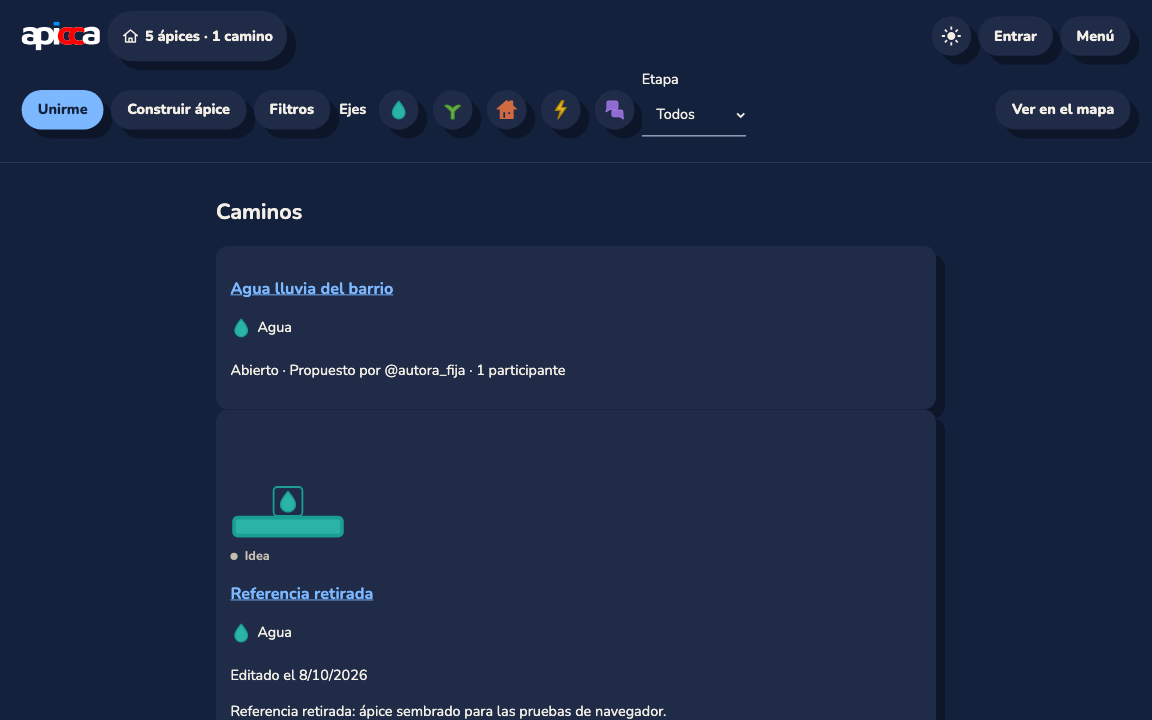 apicca
5 ápices · 1 camino
Entrar
Menú
Unirme
Construir ápice
Filtros
Ejes
Etapa
Todos
Ver en el mapa
Caminos
Agua lluvia del barrio
Agua
Abierto · Propuesto por @autora_fija · 1 participante
Idea
Referencia retirada
Agua
Editado el 8/10/2026
Referencia retirada: ápice sembrado para las pruebas de navegador.